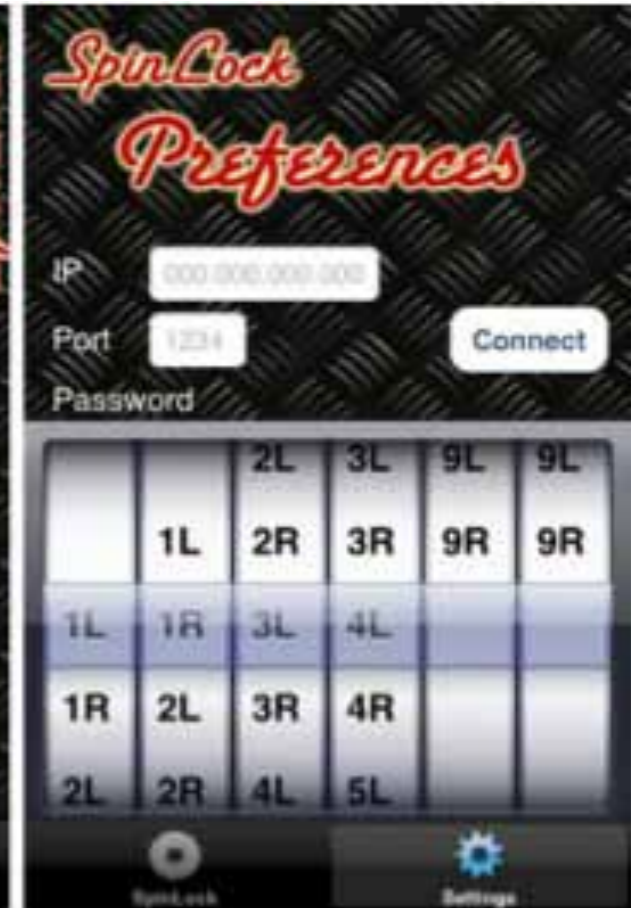 SpinLock
Preferences
IP 000.000.000.000
Port 1234 Connect
Password
2L 3L 9L 9L
1L 2R 3R 9R 9R
1L 1R 3L 4L
1R 2L 3R 4R
2L 2R 4L 5L
SpinLock Settings